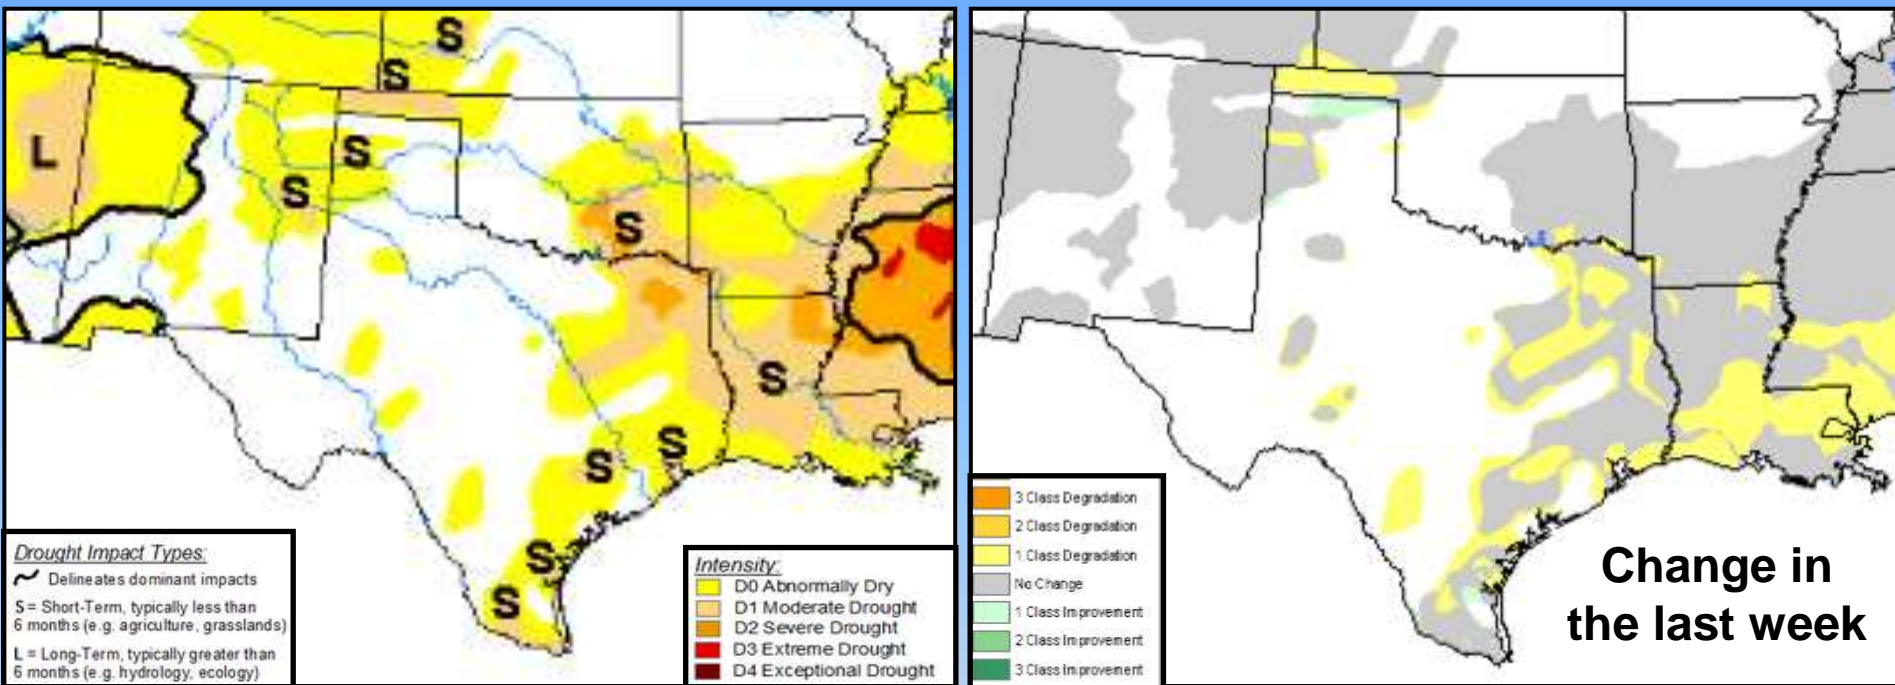 S
S
L
S
S
S
S
S
S
S
S
Drought Impact Types:
Delineates dominant impacts
S = Short-Term, typically less than
6 months (e.g. agriculture, grasslands)
L = Long-Term, typically greater than
6 months (e.g. hydrology, ecology)
Intensity:
D0 Abnormally Dry
D1 Moderate Drought
D2 Severe Drought
D3 Extreme Drought
D4 Exceptional Drought
3 Class Degradation
2 Class Degradation
1 Class Degradation
No Change
1 Class Improvement
2 Class Improvement
3 Class Improvement
Change in
the last week